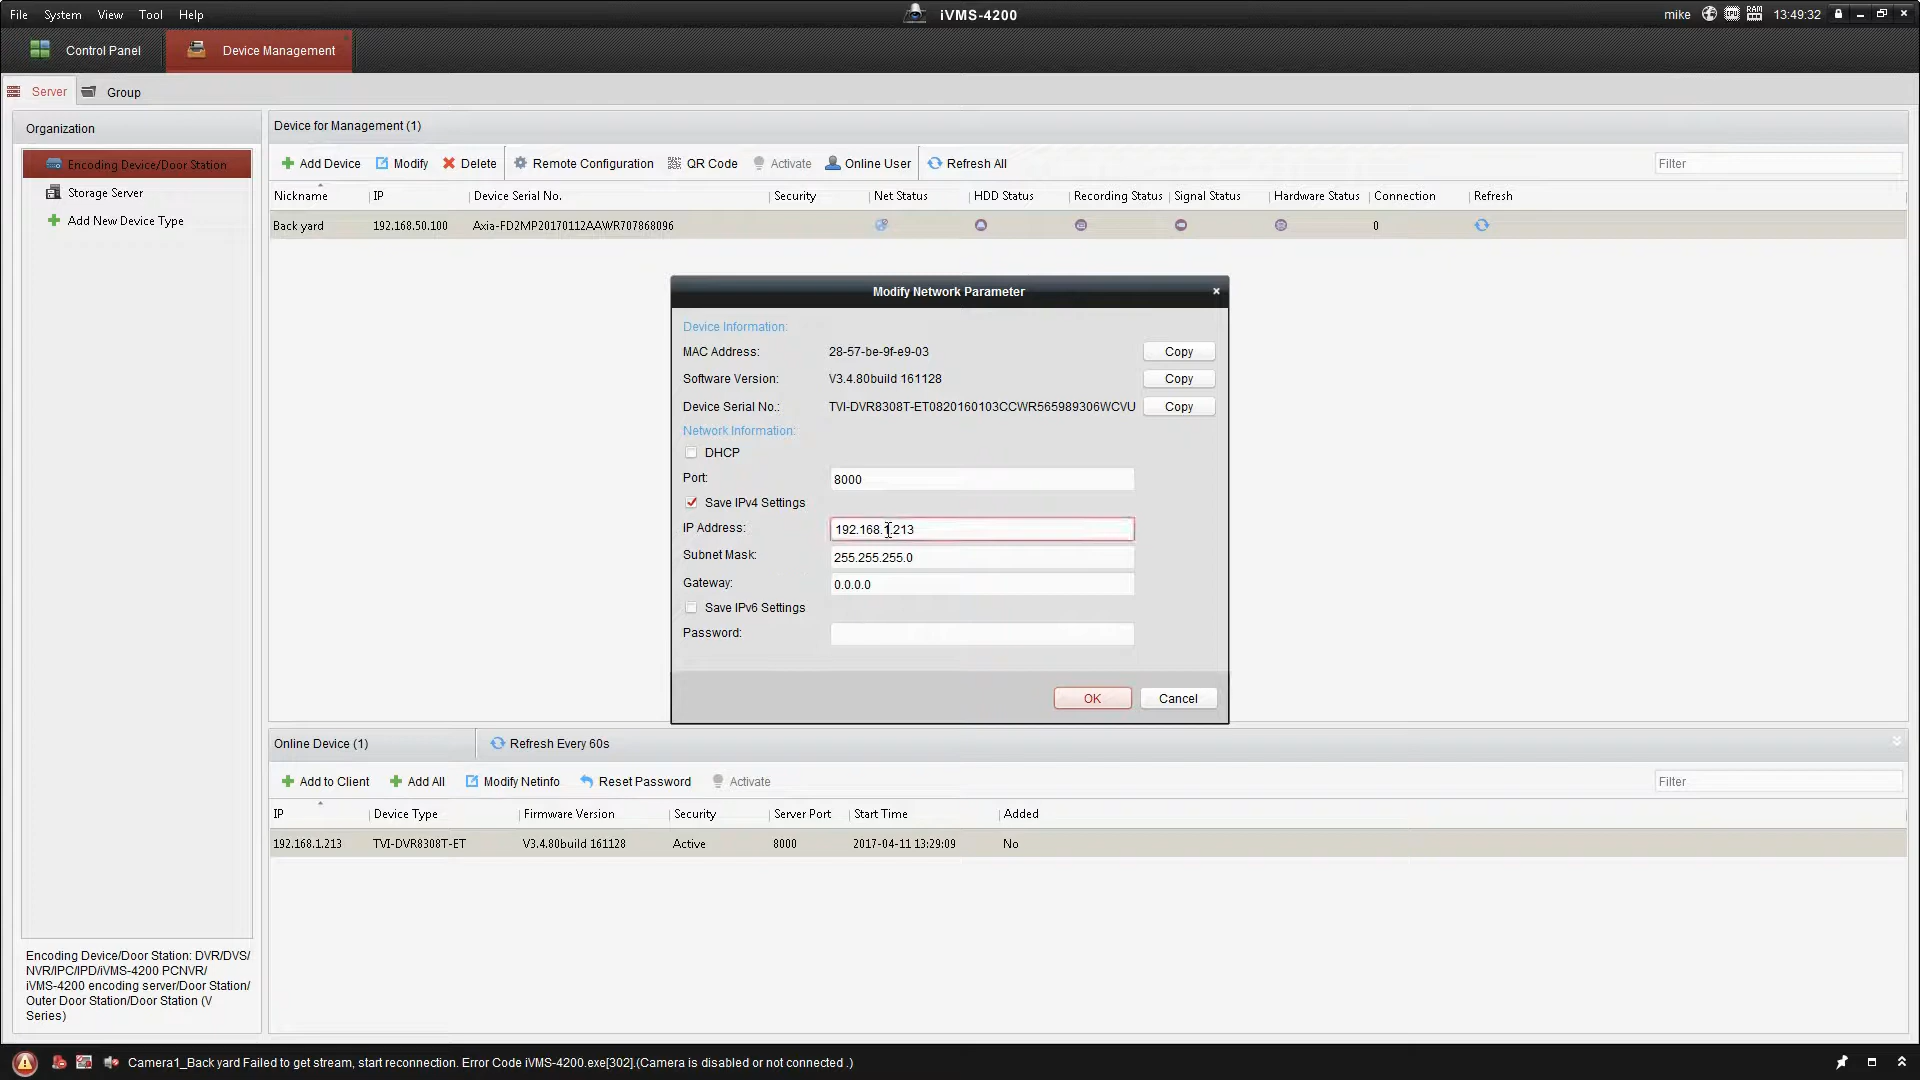 File System View Tool Help
iVMS-4200
mike
RAM
13:49:32
Control Panel
Device Management
Server
Group
Organization
Encoding Device/Door Station
Storage Server
Add New Device Type
Encoding Device/Door Station: DVR/DVS/
NVR/IPC/IPD/iVMS-4200 PCNVR/
iVMS-4200 encoding server/Door Station/
Outer Door Station/Door Station (V
Series)
Device for Management (1)
Add Device Modify Delete Remote Configuration QR Code Activate Online User Refresh All
Filter
Nickname IP Device Serial No. Security Net Status HDD Status Recording Status Signal Status Hardware Status Connection Refresh
Back yard 192.168.50.100 Axia-FD2MP20170112AAWR707868096 0
Modify Network Parameter
Device Information:
MAC Address: 28-57-be-9f-e9-03 Copy
Software Version: V3.4.80build 161128 Copy
Device Serial No.: TVI-DVR8308T-ET0820160103CCWR565989306WCVU Copy
Network Information:
DHCP
Port: 8000
Save IPv4 Settings
IP Address: 192.168.1.213
Subnet Mask: 255.255.255.0
Gateway: 0.0.0.0
Save IPv6 Settings
Password:
OK Cancel
Online Device (1)
Refresh Every 60s
Add to Client Add All Modify Netinfo Reset Password Activate
Filter
IP Device Type Firmware Version Security Server Port Start Time Added
192.168.1.213 TVI-DVR8308T-ET V3.4.80build 161128 Active 8000 2017-04-11 13:29:09 No
Camera1_Back yard Failed to get stream, start reconnection. Error Code iVMS-4200.exe[302].(Camera is disabled or not connected .)